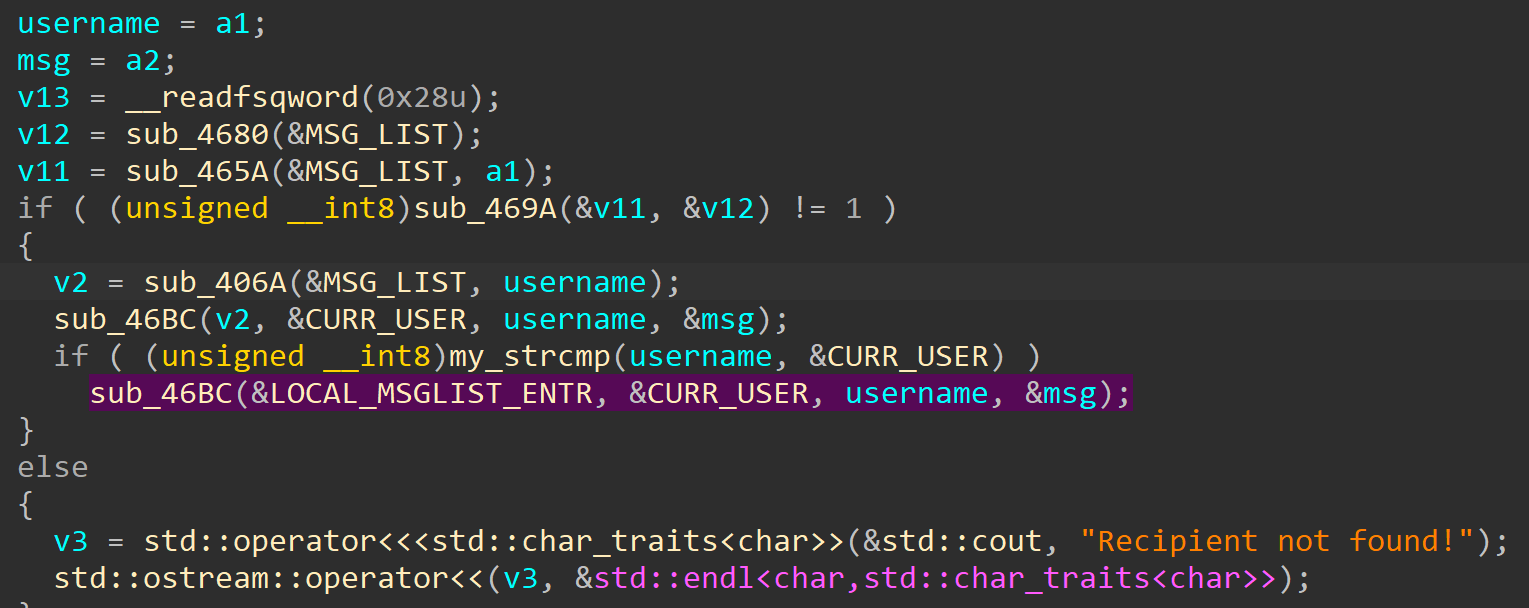 username = a1;
msg = a2;
v13 = __readfsqword(0x28u);
v12 = sub_4680(&MSG_LIST);
v11 = sub_465A(&MSG_LIST, a1);
if ( (unsigned __int8)sub_469A(&v11, &v12) != 1 )
{
  v2 = sub_406A(&MSG_LIST, username);
  sub_46BC(v2, &CURR_USER, username, &msg);
  if ( (unsigned __int8)my_strcmp(username, &CURR_USER) )
    sub_46BC(&LOCAL_MSGLIST_ENTR, &CURR_USER, username, &msg);
}
else
{
  v3 = std::operator<<<std::char_traits<char>>(&std::cout, "Recipient not found!");
  std::ostream::operator<<(v3, &std::endl<char,std::char_traits<char>>);
}